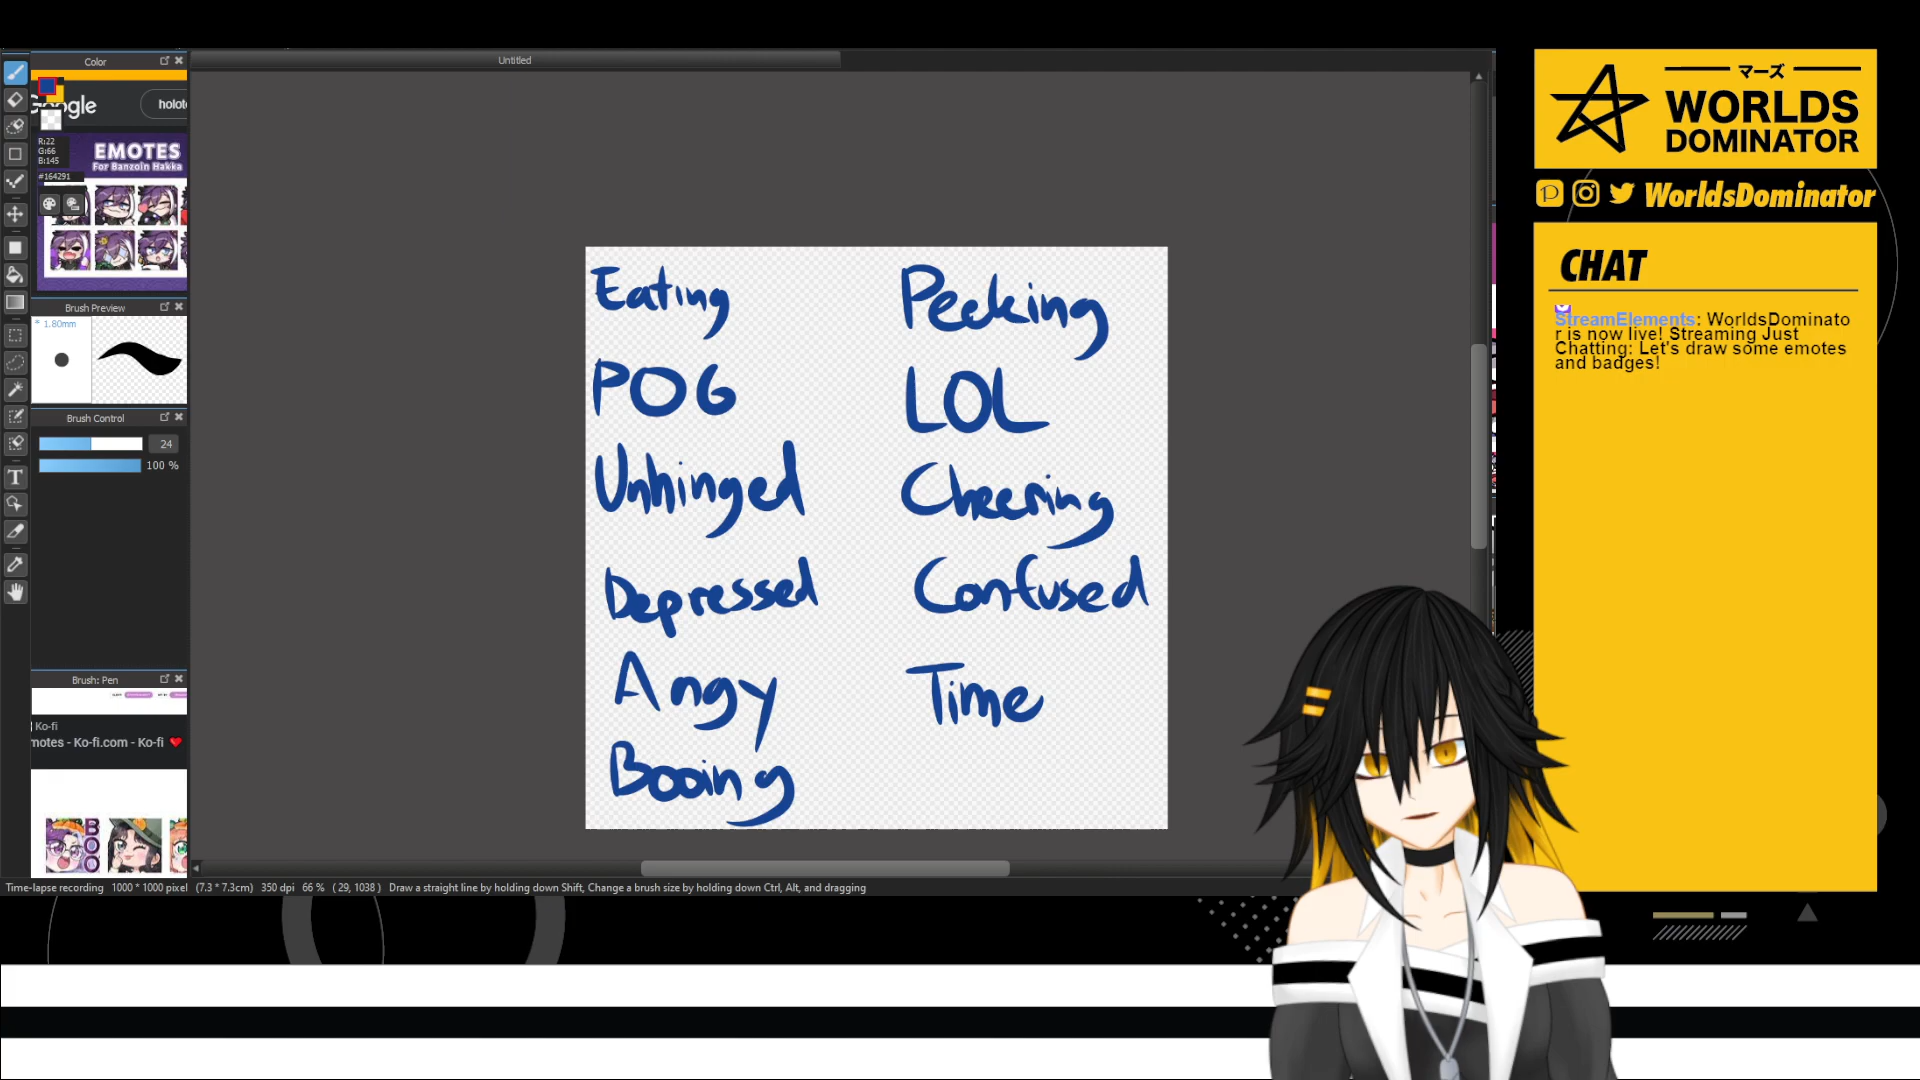 Color
Untitled
Google
R:22
G:66
B:145
#164291
EMOTES
For Banzoin Hakka
Brush Preview
* 1.80mm
Brush Control
24
100 %
Brush: Pen
Ko-fi
motes - Ko-fi.com - Ko-fi
BOO
T
Eating
POG
Unhinged
Depressed
Angy
Booing
Peeking
LOL
Cheering
Confused
Time
Time-lapse recording 1000 * 1000 pixel (7.3 * 7.3cm) 350 dpi 66 % ( 29, 1038 ) Draw a straight line by holding down Shift, Change a brush size by holding down Ctrl, Alt, and dragging
マーズ
WORLDS
DOMINATOR
WorldsDominator
CHAT
StreamElements: WorldsDominato
r is now live! Streaming Just
Chatting: Let's draw some emotes
and badges!